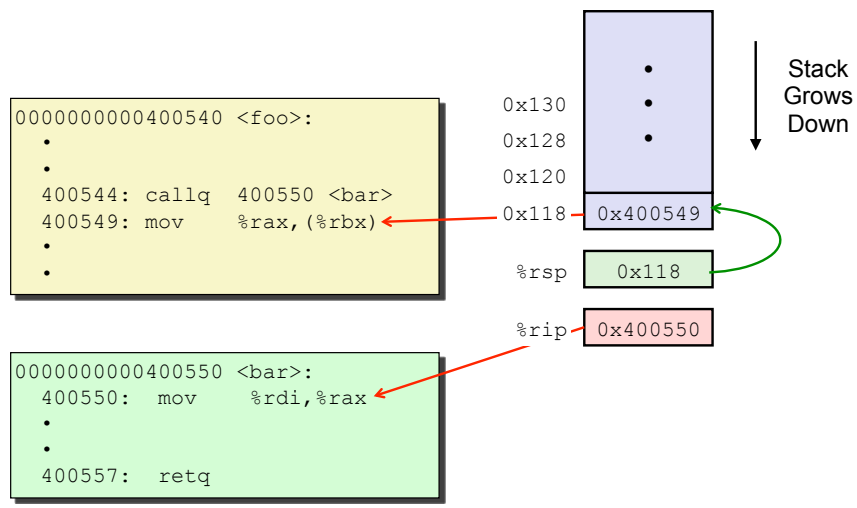 0000000000400540 <foo>:
•
•
400544: callq 400550 <bar>
400549: mov %rax,(%rbx)
•
•
0000000000400550 <bar>:
400550: mov %rdi,%rax
•
•
400557: retq
•
0x130 •
0x128 •
0x120
0x118 0x400549
%rsp 0x118
%rip 0x400550
Stack
Grows
Down